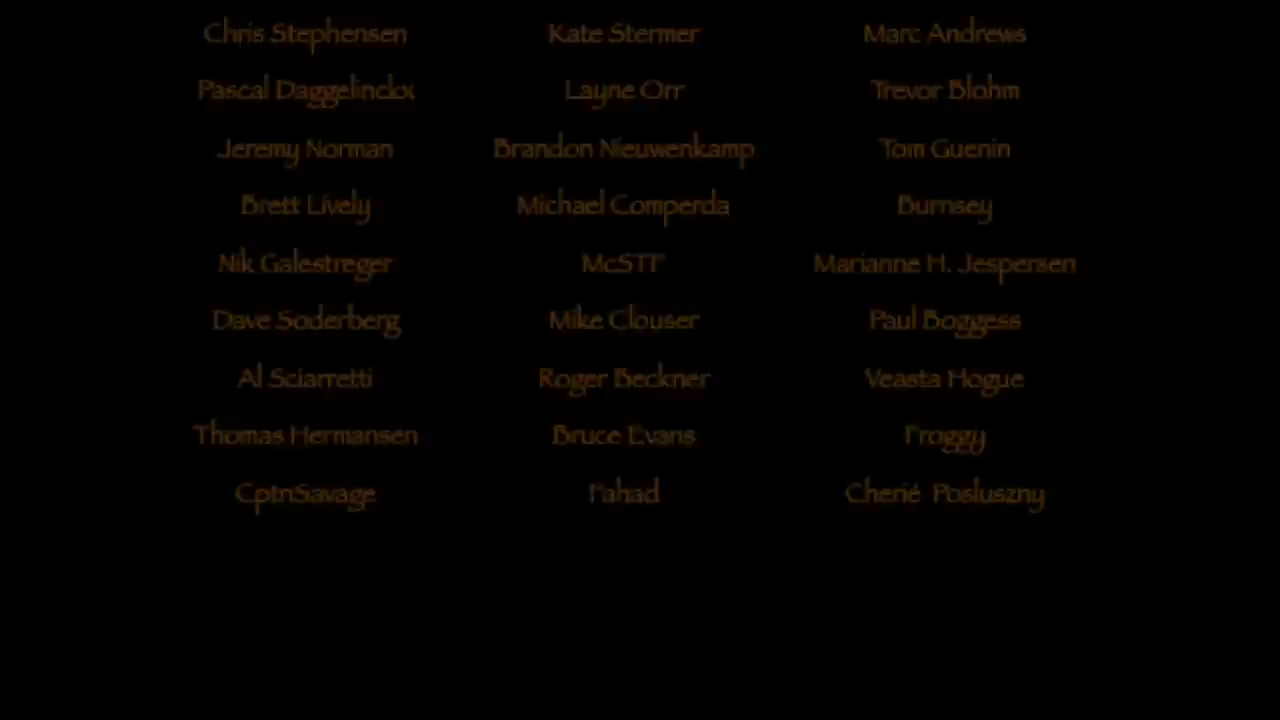 Chris Stephensen Kate Stermer Marc Andrews
Pascal Daggelinckx Layne Orr Trevor Blohm
Jeremy Norman Brandon Nieuwenkamp Tom Guenin
Brett Lively Michael Comperda Burnsey
Nik Galestreger McSTF Marianne H. Jespersen
Dave Soderberg Mike Clouser Paul Boggess
Al Sciarretti Roger Beckner Veasta Hogue
Thomas Hermansen Bruce Evans Froggy
CptnSavage Fahad Cherié Posluszny